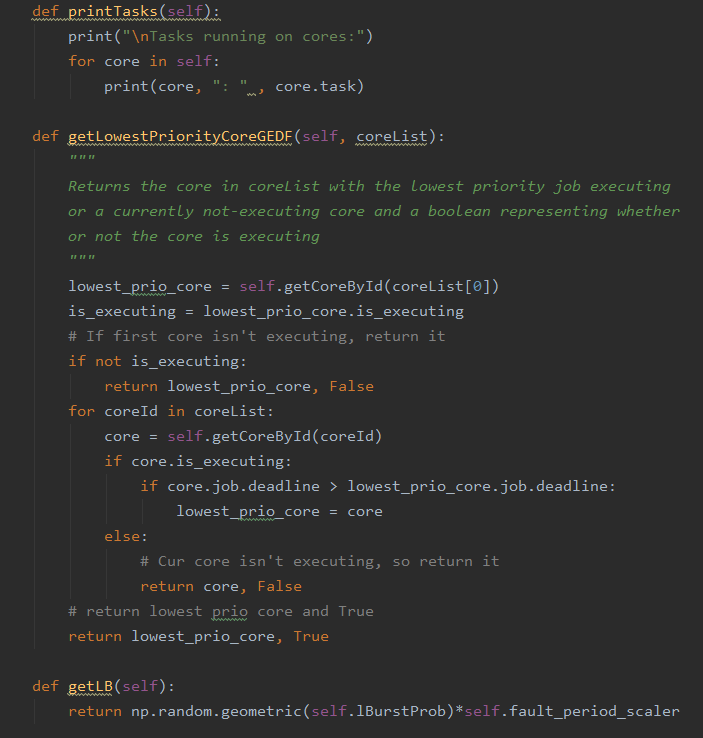 def printTasks(self):
    print("\nTasks running on cores:")
    for core in self:
        print(core, ": ", core.task)

def getLowestPriorityCoreGEDF(self, coreList):
    """
    Returns the core in coreList with the lowest priority job executing
    or a currently not-executing core and a boolean representing whether
    or not the core is executing
    """
    lowest_prio_core = self.getCoreById(coreList[0])
    is_executing = lowest_prio_core.is_executing
    # If first core isn't executing, return it
    if not is_executing:
        return lowest_prio_core, False
    for coreId in coreList:
        core = self.getCoreById(coreId)
        if core.is_executing:
            if core.job.deadline > lowest_prio_core.job.deadline:
                lowest_prio_core = core
        else:
            # Cur core isn't executing, so return it
            return core, False
    # return lowest prio core and True
    return lowest_prio_core, True

def getLB(self):
    return np.random.geometric(self.lBurstProb)*self.fault_period_scaler